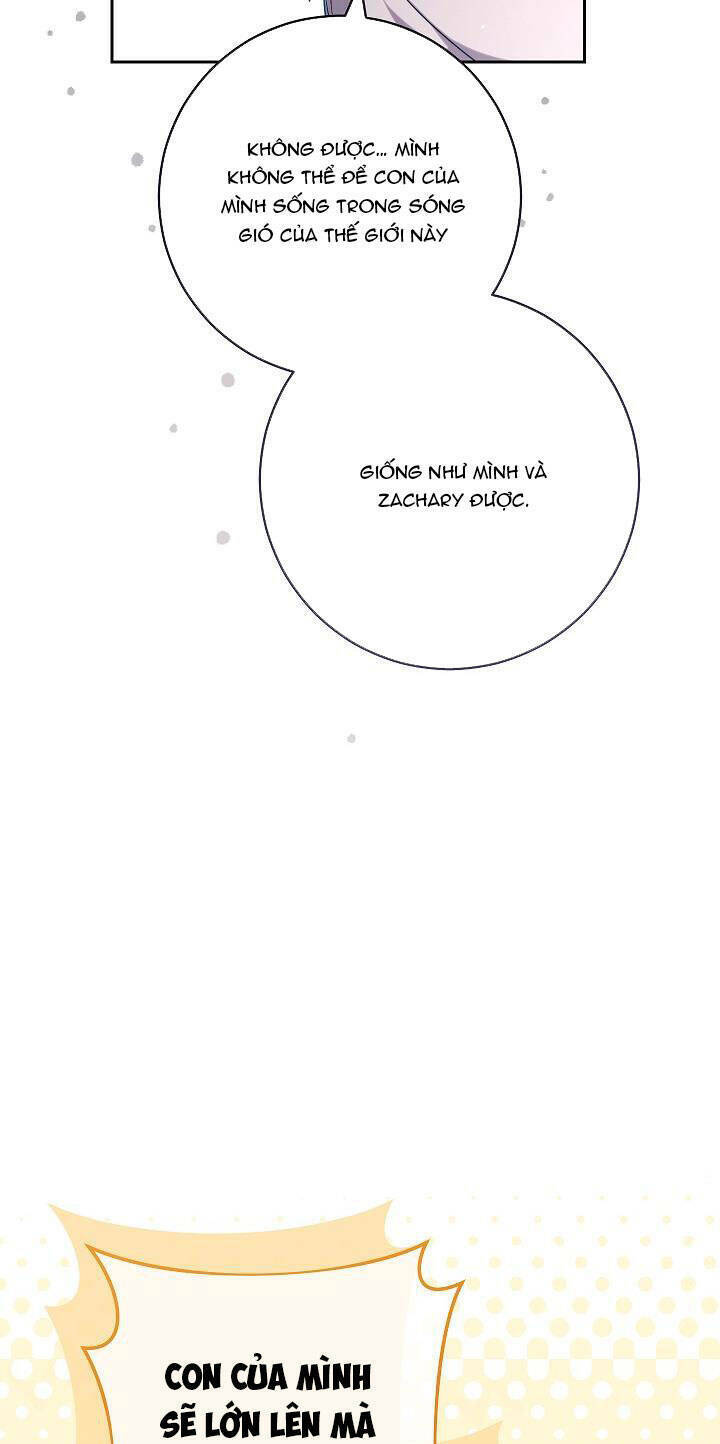 KHÔNG ĐƯỢC... MÌNH
KHÔNG THỂ ĐỂ CON CỦA
MÌNH SỐNG TRONG SÓNG
GIÓ CỦA THẾ GIỚI NÀY
GIỐNG NHƯ MÌNH VÀ
ZACHARY ĐƯỢC.
CON CỦA MÌNH
SẼ LỚN LÊN MÀ